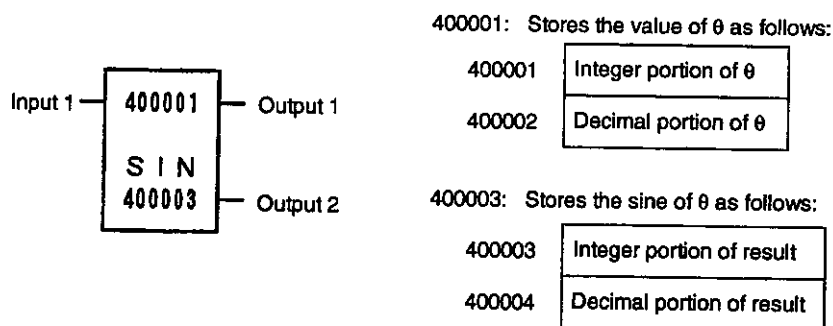 Input 1
400001
Output 1
S I N
400003
Output 2
400001: Stores the value of θ as follows:
400001 Integer portion of θ
400002 Decimal portion of θ
400003: Stores the sine of θ as follows:
400003 Integer portion of result
400004 Decimal portion of result